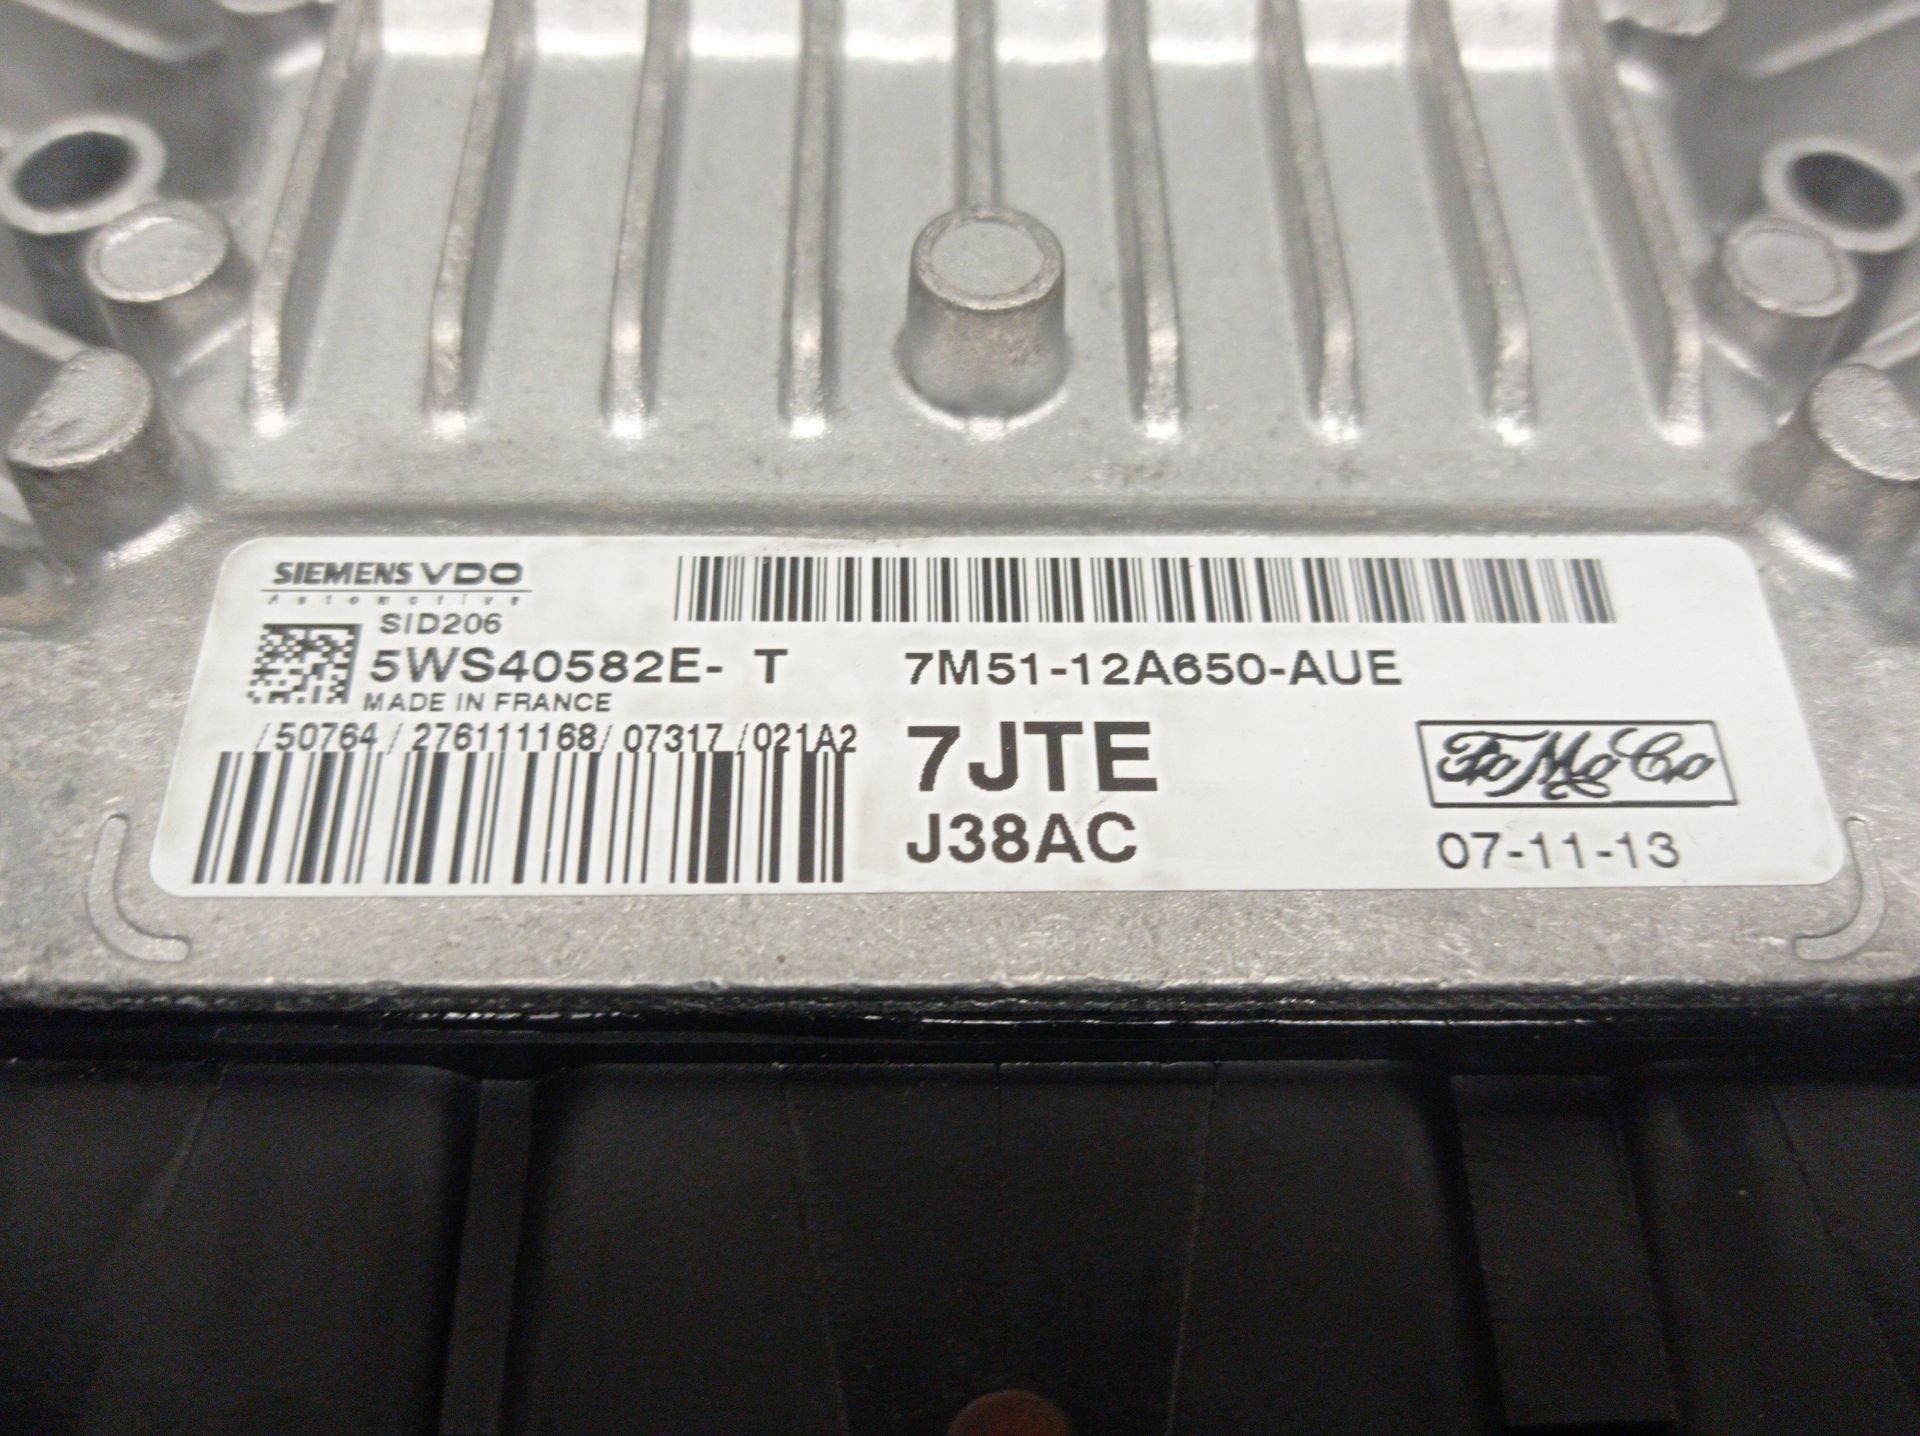 SIEMENS VDO
Automotive
SID206
5WS40582E- T
MADE IN FRANCE
/50764/276111168/07317/021A2
7M51-12A650-AUE
7JTE
J38AC
FoMoCo
07-11-13